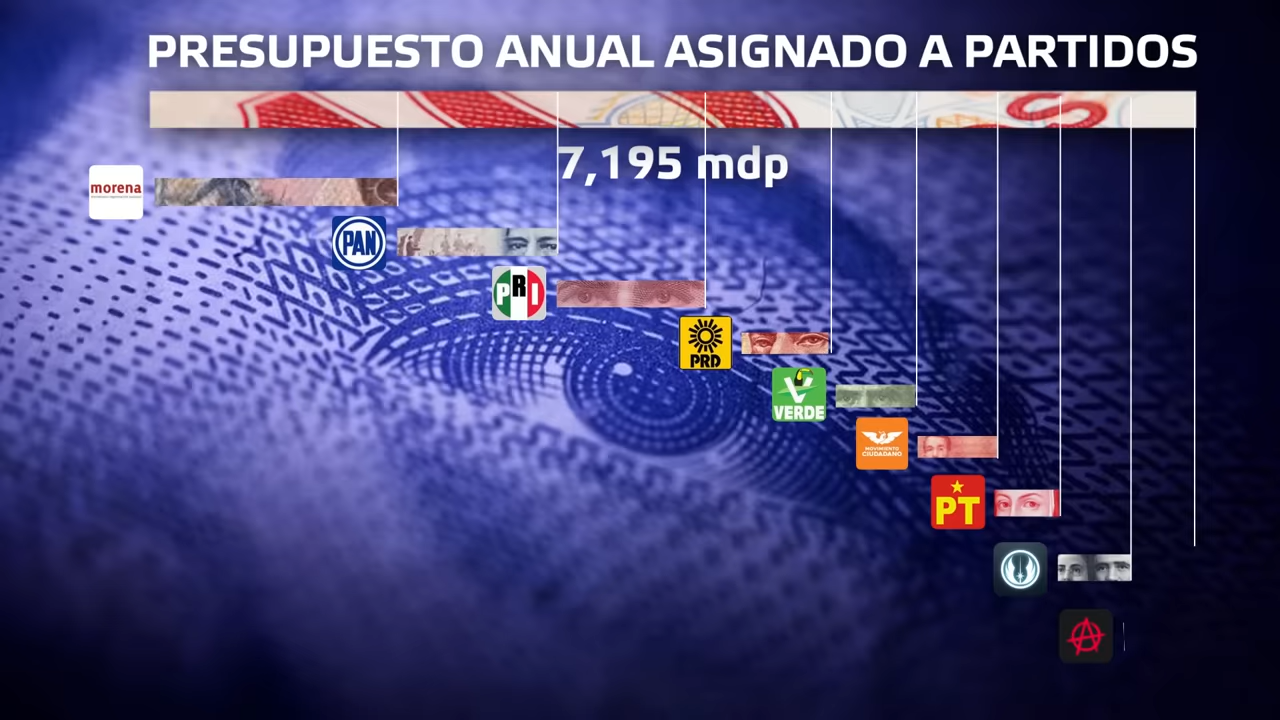 PRESUPUESTO ANUAL ASIGNADO A PARTIDOS
7,195 mdp
morena
PAN
PRI
PRD
VERDE
MOVIMIENTO
CIUDADANO
PT